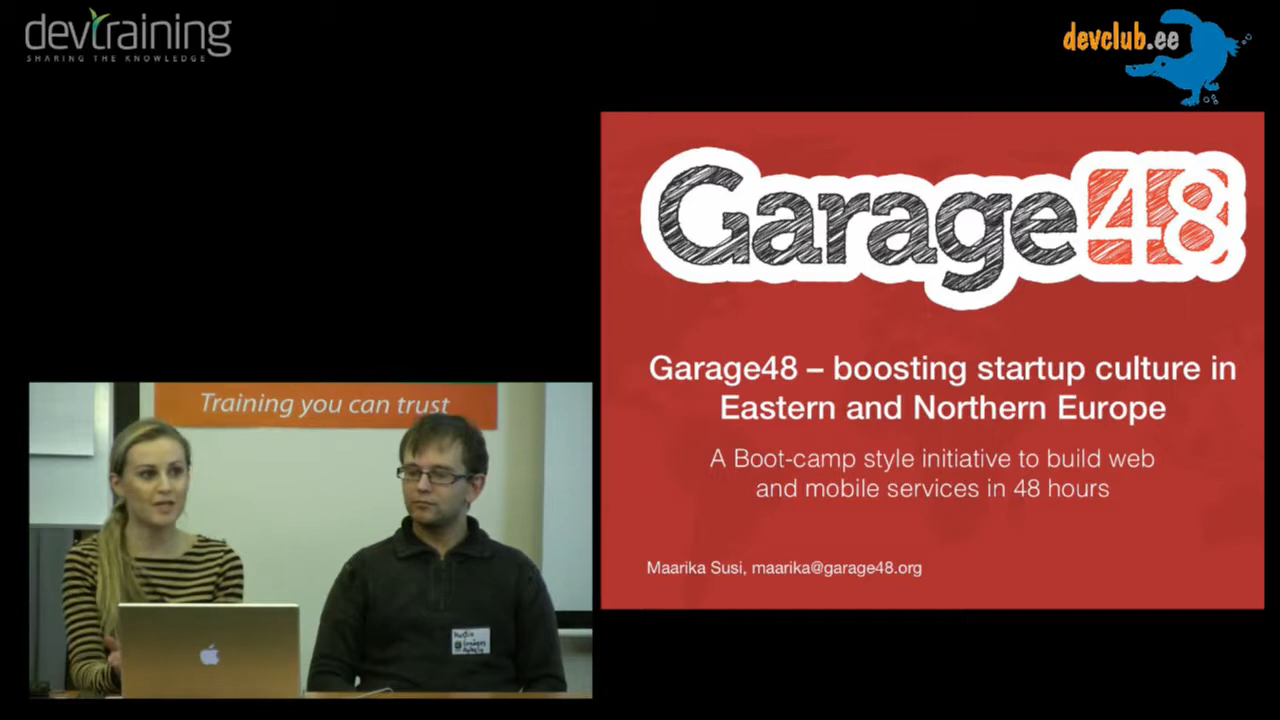 devtraining
SHARING THE KNOWLEDGE
devclub.ee
Garage48
Garage48 – boosting startup culture in
Eastern and Northern Europe
A Boot-camp style initiative to build web
and mobile services in 48 hours
Maarika Susi, maarika@garage48.org
Training you can trust